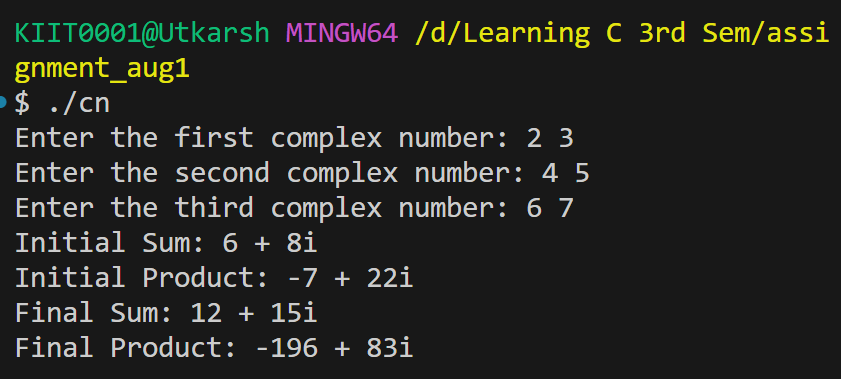 KIIT0001@Utkarsh MINGW64 /d/Learning C 3rd Sem/assi
gnment_aug1
$ ./cn
Enter the first complex number: 2 3
Enter the second complex number: 4 5
Enter the third complex number: 6 7
Initial Sum: 6 + 8i
Initial Product: -7 + 22i
Final Sum: 12 + 15i
Final Product: -196 + 83i